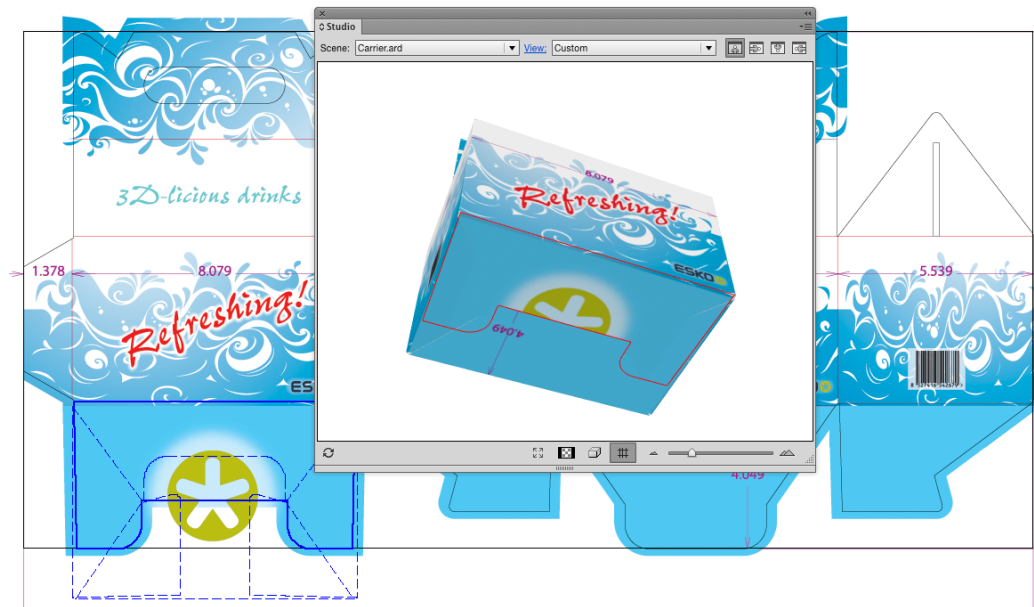 Studio
Scene: Carrier.ard View: Custom
3D-licious drinks
8.079
Refreshing!
ESKO
4.049
1.378 8.079 5.539
Refreshing!
ES
4.049